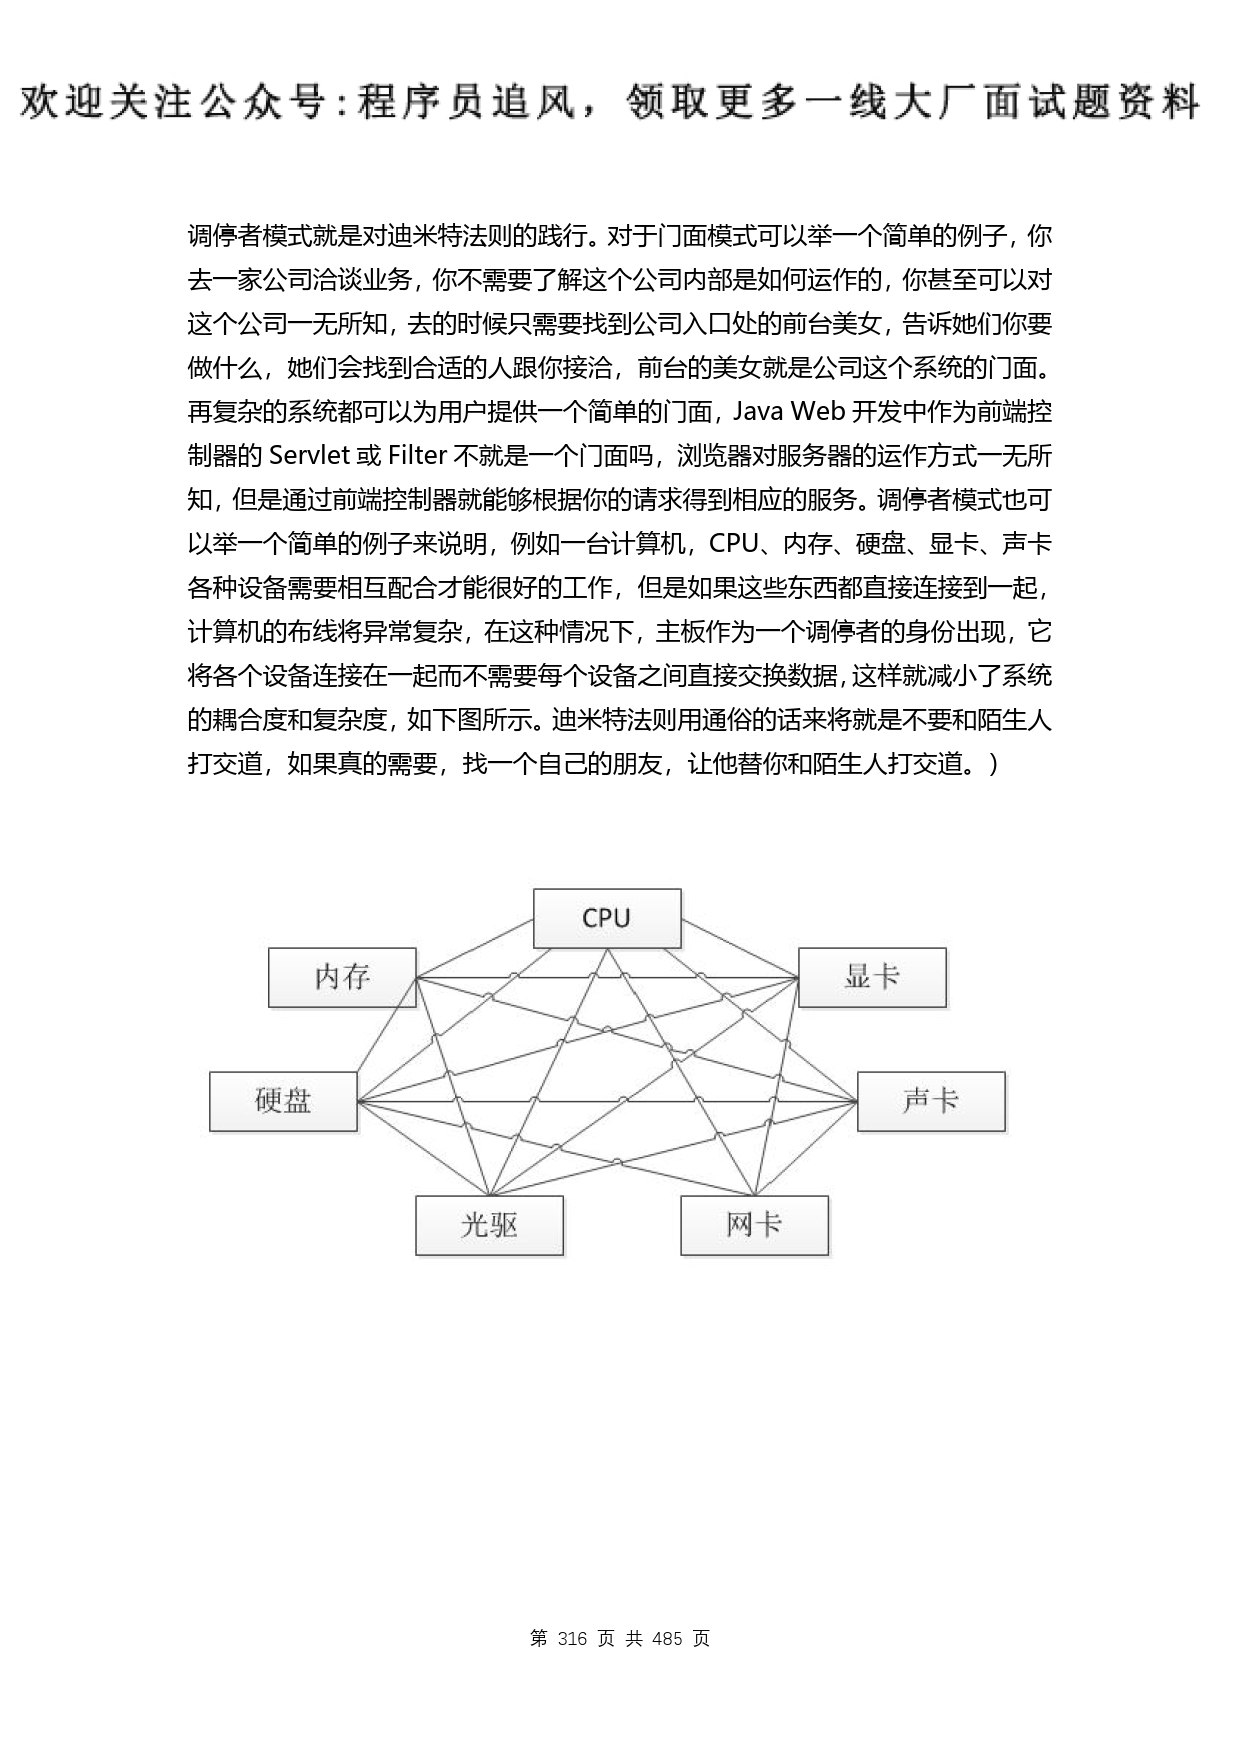 欢迎关注公众号:程序员追风，领取更多一线大厂面试题资料
调停者模式就是对迪米特法则的践行。对于门面模式可以举一个简单的例子，你
去一家公司洽谈业务，你不需要了解这个公司内部是如何运作的，你甚至可以对
这个公司一无所知，去的时候只需要找到公司入口处的前台美女，告诉她们你要
做什么，她们会找到合适的人跟你接洽，前台的美女就是公司这个系统的门面。
再复杂的系统都可以为用户提供一个简单的门面，Java Web 开发中作为前端控
制器的 Servlet 或 Filter 不就是一个门面吗，浏览器对服务器的运作方式一无所
知，但是通过前端控制器就能够根据你的请求得到相应的服务。调停者模式也可
以举一个简单的例子来说明，例如一台计算机，CPU、内存、硬盘、显卡、声卡
各种设备需要相互配合才能很好的工作，但是如果这些东西都直接连接到一起，
计算机的布线将异常复杂，在这种情况下，主板作为一个调停者的身份出现，它
将各个设备连接在一起而不需要每个设备之间直接交换数据，这样就减小了系统
的耦合度和复杂度，如下图所示。迪米特法则用通俗的话来将就是不要和陌生人
打交道，如果真的需要，找一个自己的朋友，让他替你和陌生人打交道。）
CPU
内存
显卡
硬盘
声卡
光驱
网卡
第 316 页 共 485 页